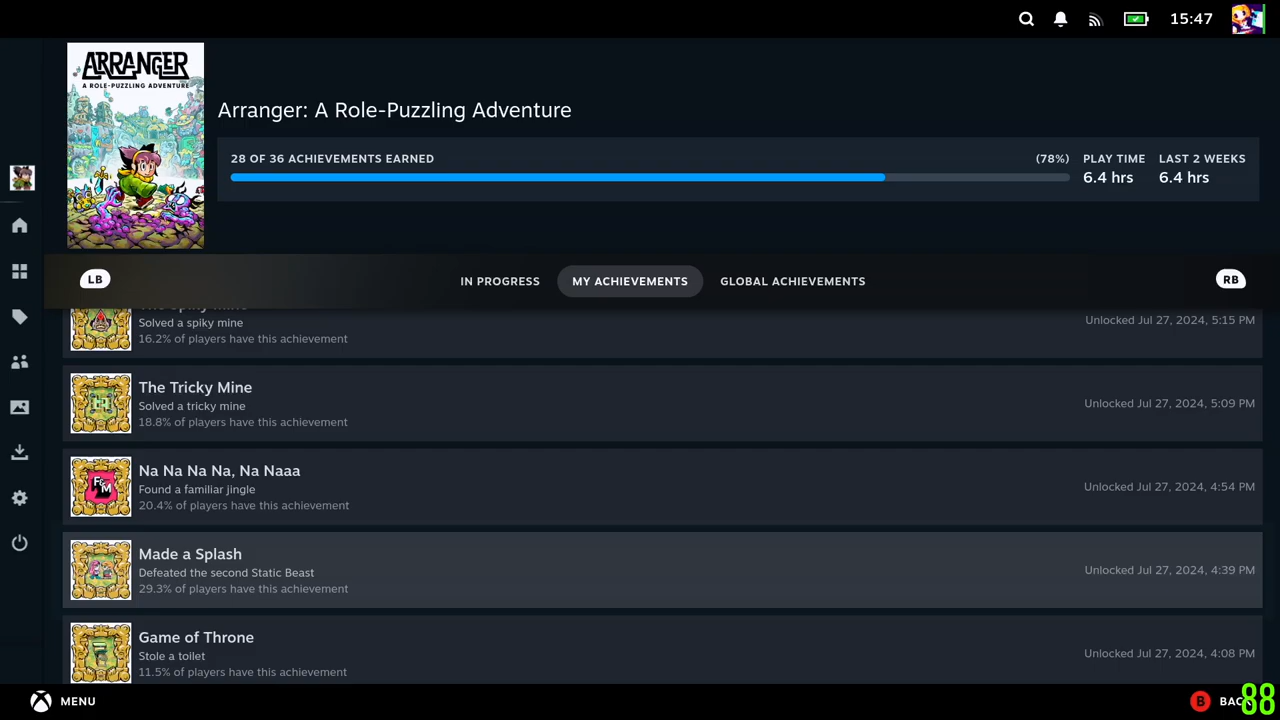 15:47
ARRANGER
A ROLE-PUZZLING ADVENTURE
Arranger: A Role-Puzzling Adventure
28 OF 36 ACHIEVEMENTS EARNED
(78%)
PLAY TIME
6.4 hrs
LAST 2 WEEKS
6.4 hrs
LB
IN PROGRESS
MY ACHIEVEMENTS
GLOBAL ACHIEVEMENTS
RB
The Spiky Mine
Solved a spiky mine
16.2% of players have this achievement
Unlocked Jul 27, 2024, 5:15 PM
The Tricky Mine
Solved a tricky mine
18.8% of players have this achievement
Unlocked Jul 27, 2024, 5:09 PM
F&M
Na Na Na Na, Na Naaa
Found a familiar jingle
20.4% of players have this achievement
Unlocked Jul 27, 2024, 4:54 PM
Made a Splash
Defeated the second Static Beast
29.3% of players have this achievement
Unlocked Jul 27, 2024, 4:39 PM
Game of Throne
Stole a toilet
11.5% of players have this achievement
Unlocked Jul 27, 2024, 4:08 PM
MENU
B
BAC
88